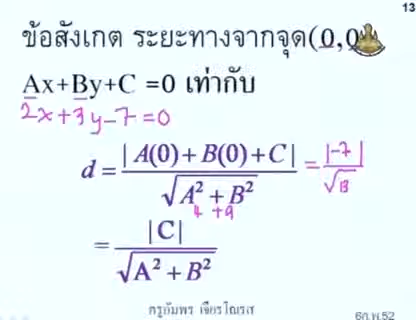 13
ข้อสังเกต ระยะทางจากจุด(0,0
Ax+By+C =0 เท่ากับ
2x+3y-7=0
d = | A(0) + B(0) + C | / √(A² + B²) = |-7| / √13
4 +9
= |C| / √(A² + B²)
ครูอัมพร เจียรโณรส
6ก.พ.52